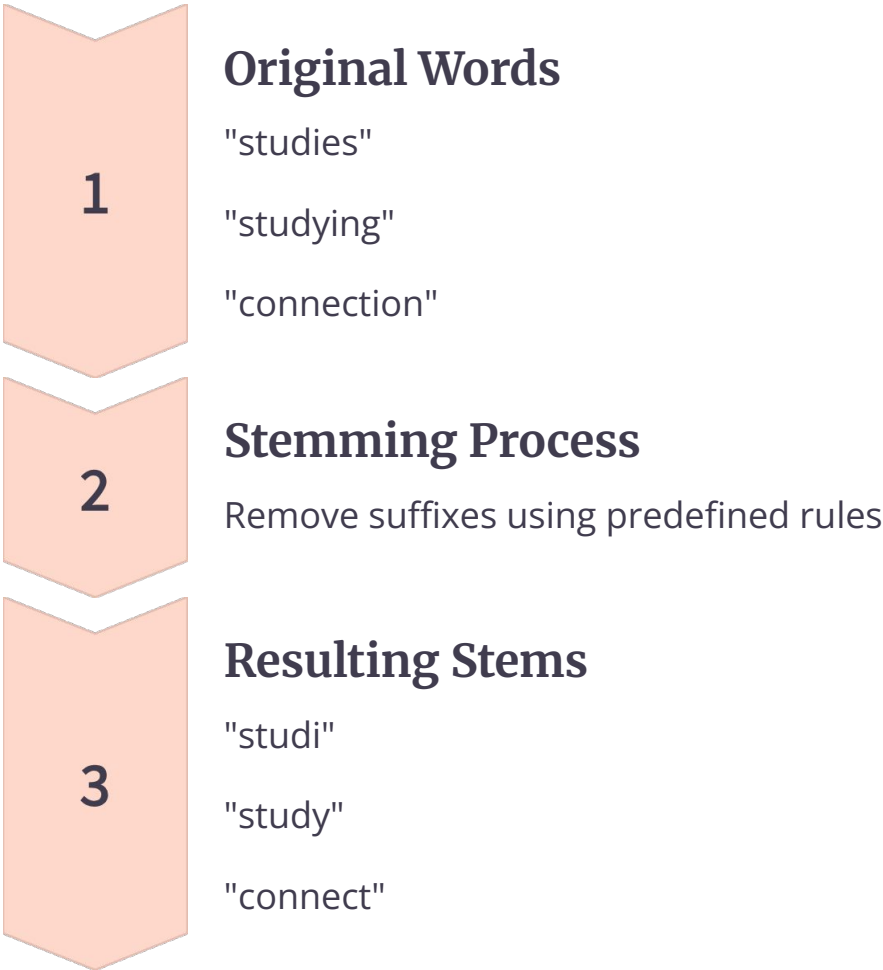 1
Original Words
"studies"
"studying"
"connection"
2
Stemming Process
Remove suffixes using predefined rules
3
Resulting Stems
"studi"
"study"
"connect"